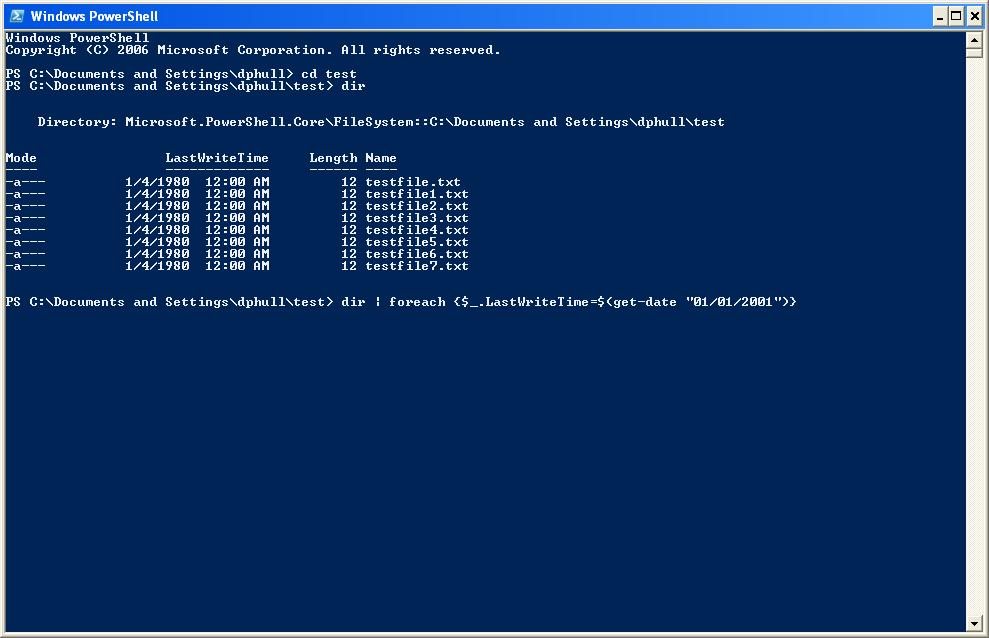 Windows PowerShell
Windows PowerShell
Copyright (C) 2006 Microsoft Corporation. All rights reserved.
PS C:\Documents and Settings\dphull> cd test
PS C:\Documents and Settings\dphull\test> dir
    Directory: Microsoft.PowerShell.Core\FileSystem::C:\Documents and Settings\dphull\test
Mode                LastWriteTime     Length Name
----                -------------     ------ ----
-a---          1/4/1980  12:00 AM         12 testfile.txt
-a---          1/4/1980  12:00 AM         12 testfile1.txt
-a---          1/4/1980  12:00 AM         12 testfile2.txt
-a---          1/4/1980  12:00 AM         12 testfile3.txt
-a---          1/4/1980  12:00 AM         12 testfile4.txt
-a---          1/4/1980  12:00 AM         12 testfile5.txt
-a---          1/4/1980  12:00 AM         12 testfile6.txt
-a---          1/4/1980  12:00 AM         12 testfile7.txt
PS C:\Documents and Settings\dphull\test> dir | foreach {$_.LastWriteTime=$(get-date "01/01/2001")}